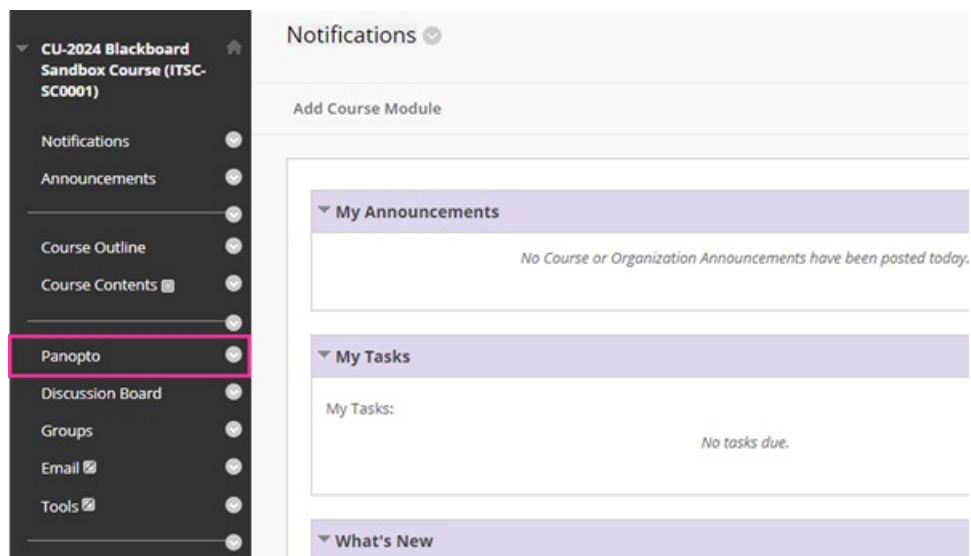 CU-2024 Blackboard
Sandbox Course (ITSC-
SC0001)
Notifications
Announcements
Course Outline
Course Contents
Panopto
Discussion Board
Groups
Email
Tools
Notifications
Add Course Module
My Announcements
No Course or Organization Announcements have been posted today.
My Tasks
My Tasks:
No tasks due.
What's New